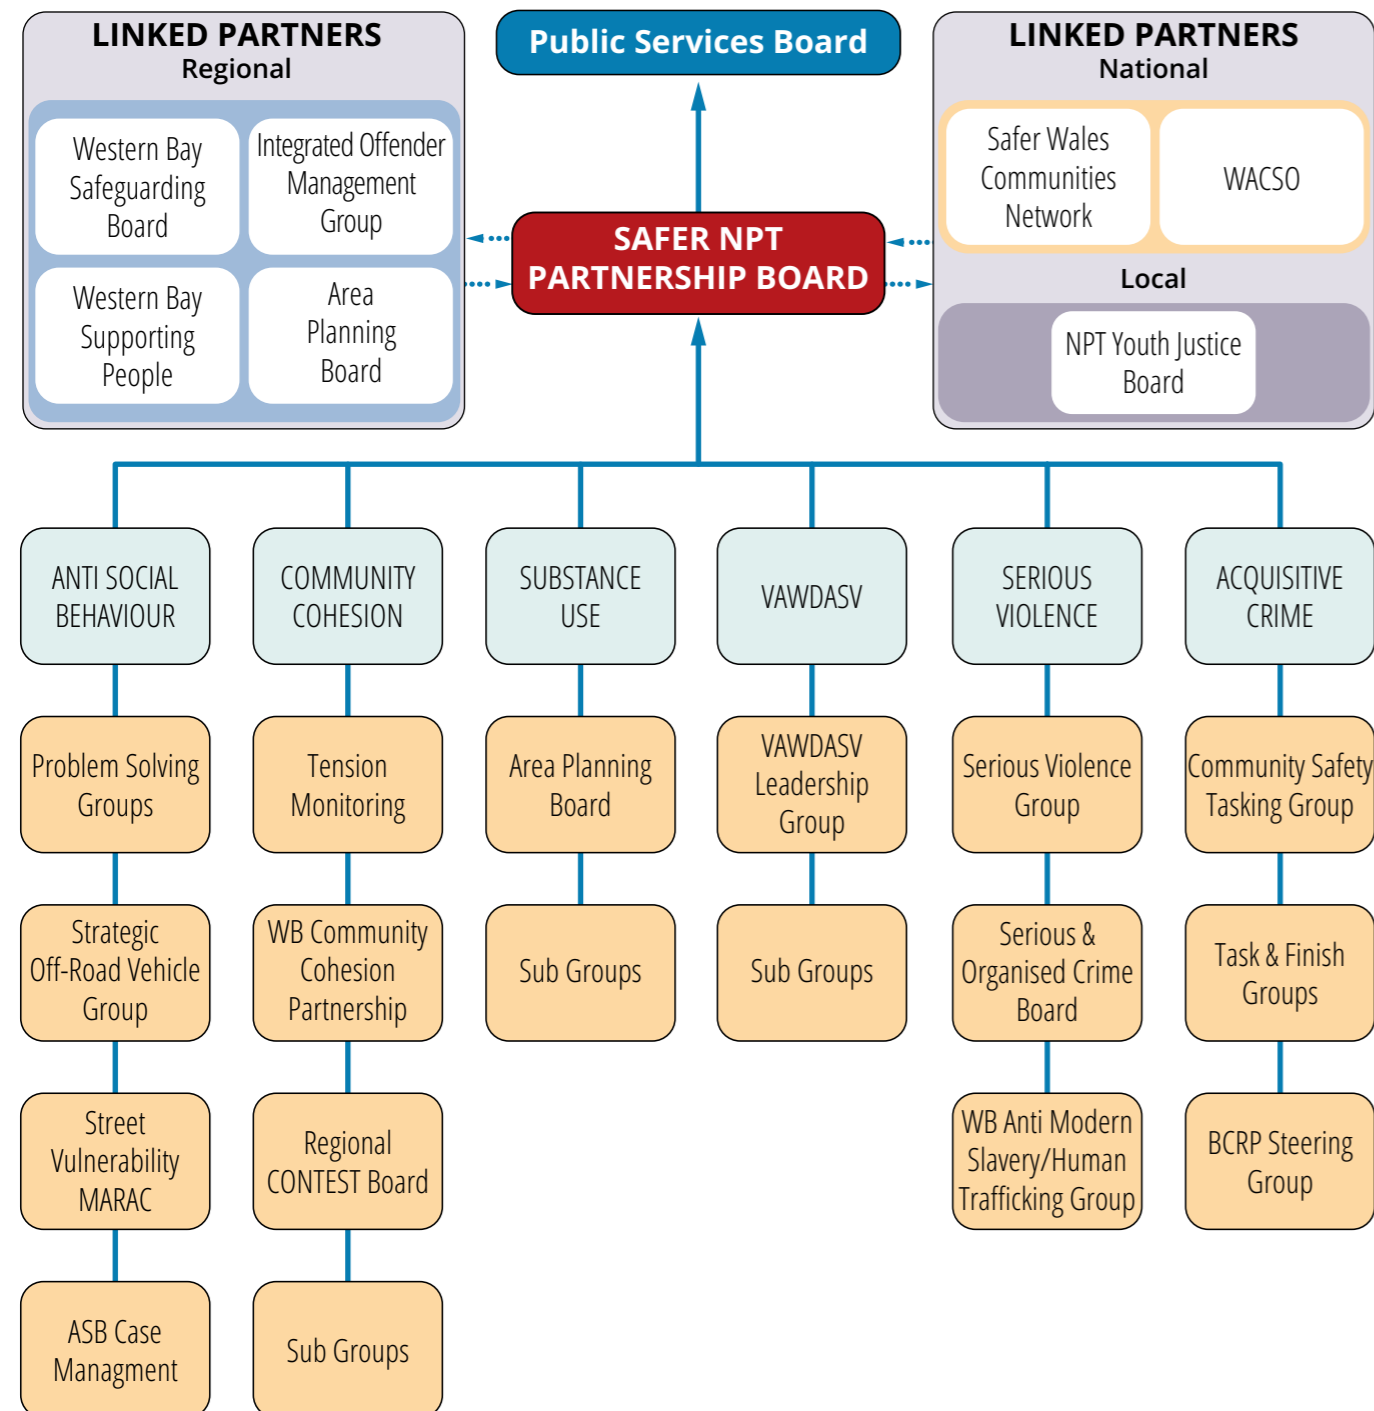 LINKED PARTNERS
Regional
Western Bay
Safeguarding
Board
Integrated Offender
Management
Group
Western Bay
Supporting
People
Area
Planning
Board
Public Services Board
SAFER NPT
PARTNERSHIP BOARD
LINKED PARTNERS
National
Safer Wales
Communities
Network
WACSO
Local
NPT Youth Justice
Board
ANTI SOCIAL
BEHAVIOUR
Problem Solving
Groups
Strategic
Off-Road Vehicle
Group
Street
Vulnerability
MARAC
ASB Case
Managment
COMMUNITY
COHESION
Tension
Monitoring
WB Community
Cohesion
Partnership
Regional
CONTEST Board
Sub Groups
SUBSTANCE
USE
Area Planning
Board
Sub Groups
VAWDASV
VAWDASV
Leadership
Group
Sub Groups
SERIOUS
VIOLENCE
Serious Violence
Group
Serious &
Organised Crime
Board
WB Anti Modern
Slavery/Human
Trafficking Group
ACQUISITIVE
CRIME
Community Safety
Tasking Group
Task & Finish
Groups
BCRP Steering
Group